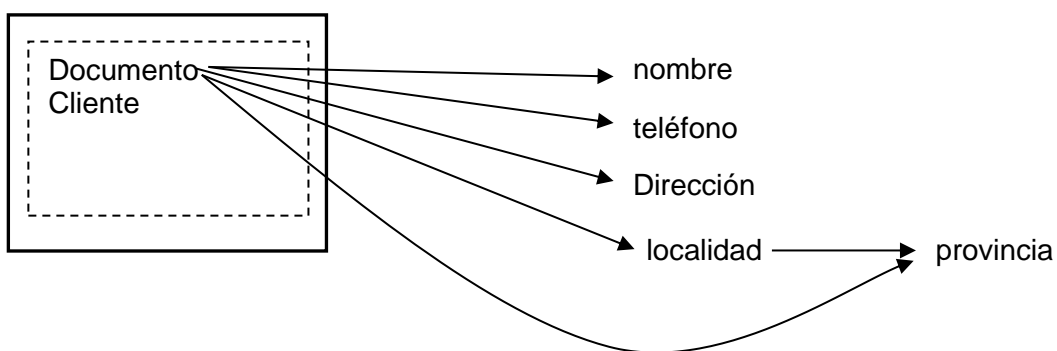 Documento
Cliente
nombre
teléfono
Dirección
localidad
provincia